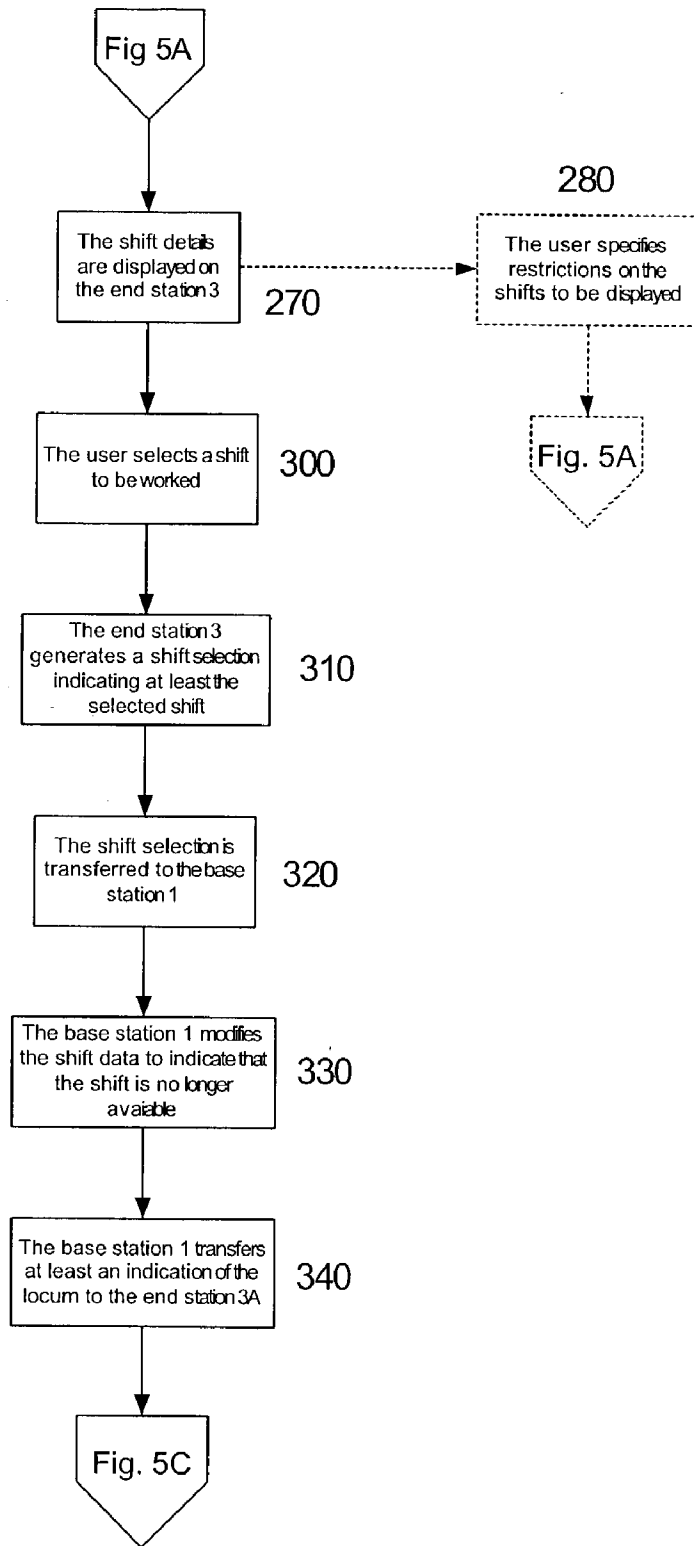 Fig 5A
280
The shift details
are displayed on
the end station 3
270
The user specifies
restrictions on the
shifts to be displayed
Fig. 5A
The user selects a shift
to be worked
300
The end station 3
generates a shift selection
indicating at least the
selected shift
310
The shift selection is
transferred to the base
station 1
320
The base station 1 modifies
the shift data to indicate that
the shift is no longer
avaiable
330
The base station 1 transfers
at least an indication of the
locum to the end station 3A
340
Fig. 5C